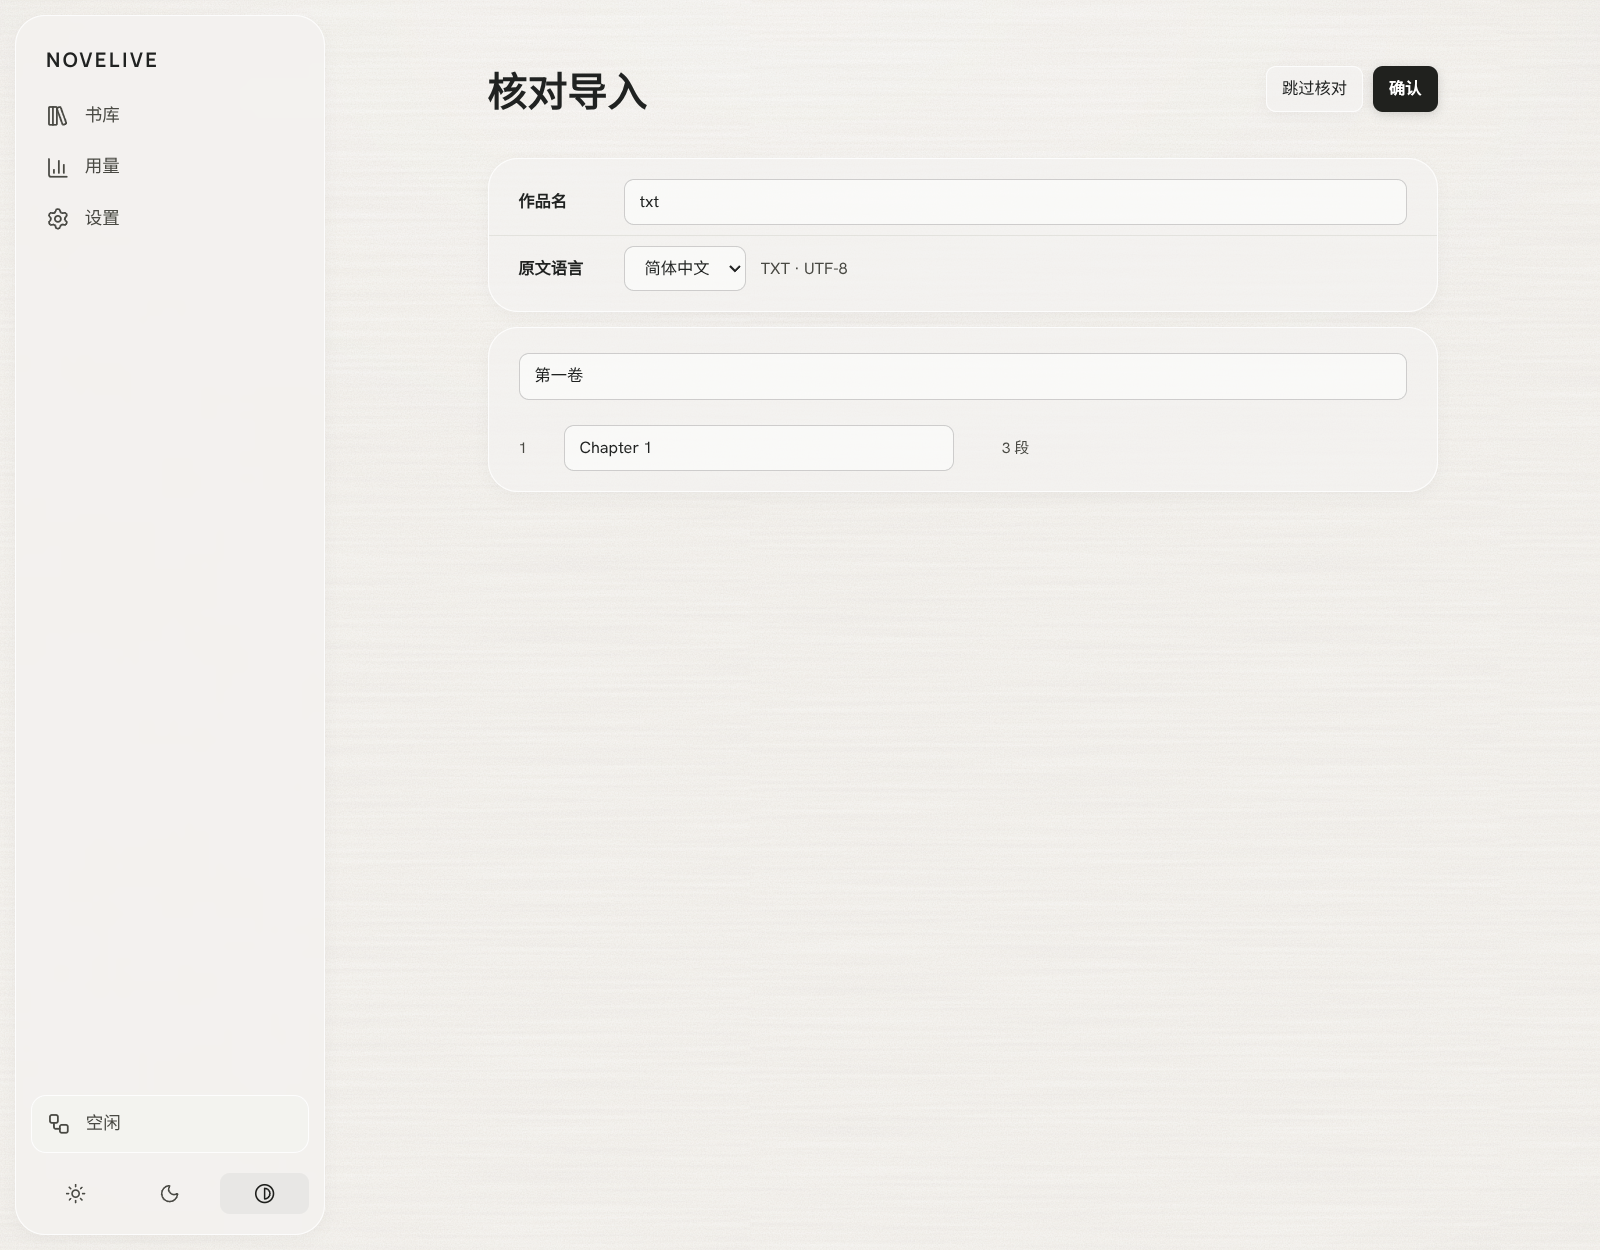 NOVELIVE
书库
用量
设置
空闲
核对导入
跳过核对
确认
作品名
txt
原文语言
简体中文
TXT · UTF-8
第一卷
1
Chapter 1
3 段